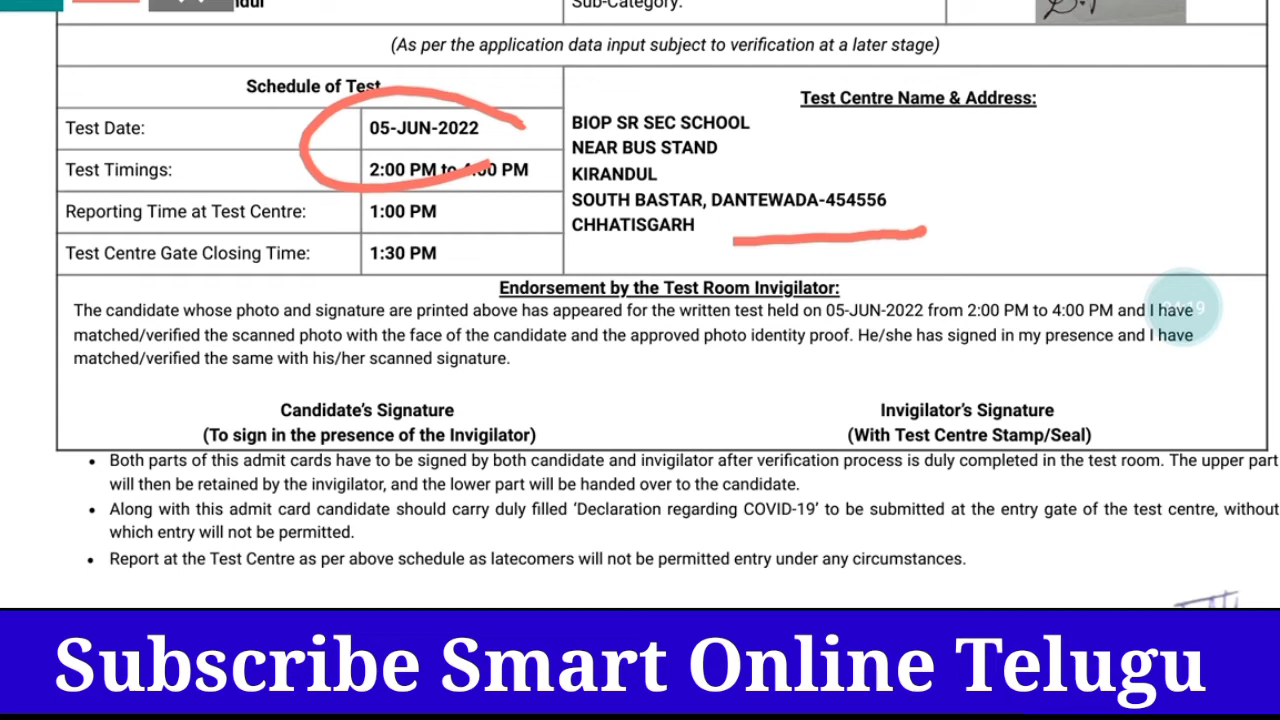 Sub-Category:
(As per the application data input subject to verification at a later stage)
Schedule of Test
Test Date: 05-JUN-2022
Test Timings: 2:00 PM to 4:00 PM
Reporting Time at Test Centre: 1:00 PM
Test Centre Gate Closing Time: 1:30 PM
Test Centre Name & Address:
BIOP SR SEC SCHOOL
NEAR BUS STAND
KIRANDUL
SOUTH BASTAR, DANTEWADA-454556
CHHATISGARH
Endorsement by the Test Room Invigilator:
The candidate whose photo and signature are printed above has appeared for the written test held on 05-JUN-2022 from 2:00 PM to 4:00 PM and I have
matched/verified the scanned photo with the face of the candidate and the approved photo identity proof. He/she has signed in my presence and I have
matched/verified the same with his/her scanned signature.
Candidate's Signature
(To sign in the presence of the Invigilator)
Invigilator's Signature
(With Test Centre Stamp/Seal)
• Both parts of this admit cards have to be signed by both candidate and invigilator after verification process is duly completed in the test room. The upper part
will then be retained by the invigilator, and the lower part will be handed over to the candidate.
• Along with this admit card candidate should carry duly filled ‘Declaration regarding COVID-19’ to be submitted at the entry gate of the test centre, without
which entry will not be permitted.
• Report at the Test Centre as per above schedule as latecomers will not be permitted entry under any circumstances.
Subscribe Smart Online Telugu